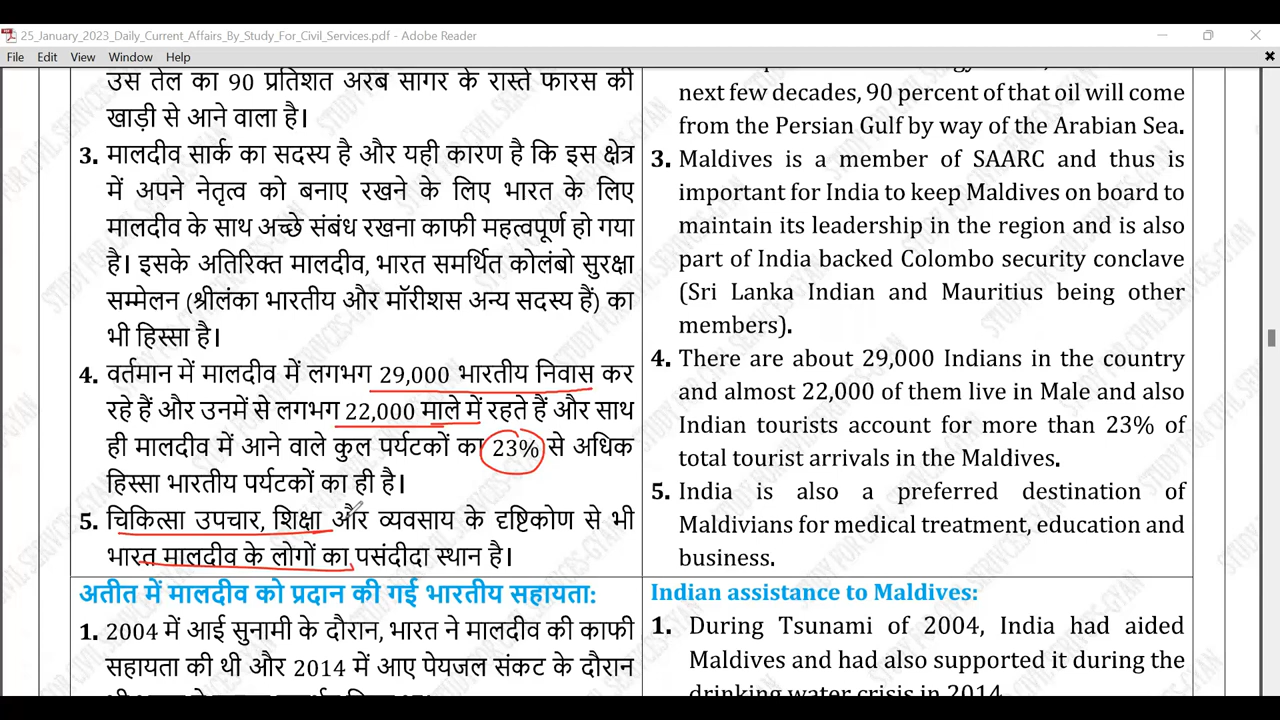 25_January_2023_Daily_Current_Affairs_By_Study_For_Civil_Services.pdf - Adobe Reader
File Edit View Window Help
उस तेल का 90 प्रतिशत अरब सागर के रास्ते फारस की
खाड़ी से आने वाला है।
3. मालदीव सार्क का सदस्य है और यही कारण है कि इस क्षेत्र
में अपने नेतृत्व को बनाए रखने के लिए भारत के लिए
मालदीव के साथ अच्छे संबंध रखना काफी महत्वपूर्ण हो गया
है। इसके अतिरिक्त मालदीव, भारत समर्थित कोलंबो सुरक्षा
सम्मेलन (श्रीलंका भारतीय और मॉरीशस अन्य सदस्य हैं) का
भी हिस्सा है।
4. वर्तमान में मालदीव में लगभग 29,000 भारतीय निवास कर
रहे हैं और उनमें से लगभग 22,000 माले में रहते हैं और साथ
ही मालदीव में आने वाले कुल पर्यटकों का 23% से अधिक
हिस्सा भारतीय पर्यटकों का ही है।
5. चिकित्सा उपचार, शिक्षा और व्यवसाय के दृष्टिकोण से भी
भारत मालदीव के लोगों का पसंदीदा स्थान है।
अतीत में मालदीव को प्रदान की गई भारतीय सहायता:
1. 2004 में आई सुनामी के दौरान, भारत ने मालदीव की काफी
सहायता की थी और 2014 में आए पेयजल संकट के दौरान
next few decades, 90 percent of that oil will come
from the Persian Gulf by way of the Arabian Sea.
3. Maldives is a member of SAARC and thus is
important for India to keep Maldives on board to
maintain its leadership in the region and is also
part of India backed Colombo security conclave
(Sri Lanka Indian and Mauritius being other
members).
4. There are about 29,000 Indians in the country
and almost 22,000 of them live in Male and also
Indian tourists account for more than 23% of
total tourist arrivals in the Maldives.
5. India is also a preferred destination of
Maldivians for medical treatment, education and
business.
Indian assistance to Maldives:
1. During Tsunami of 2004, India had aided
Maldives and had also supported it during the
drinking water crisis in 2014